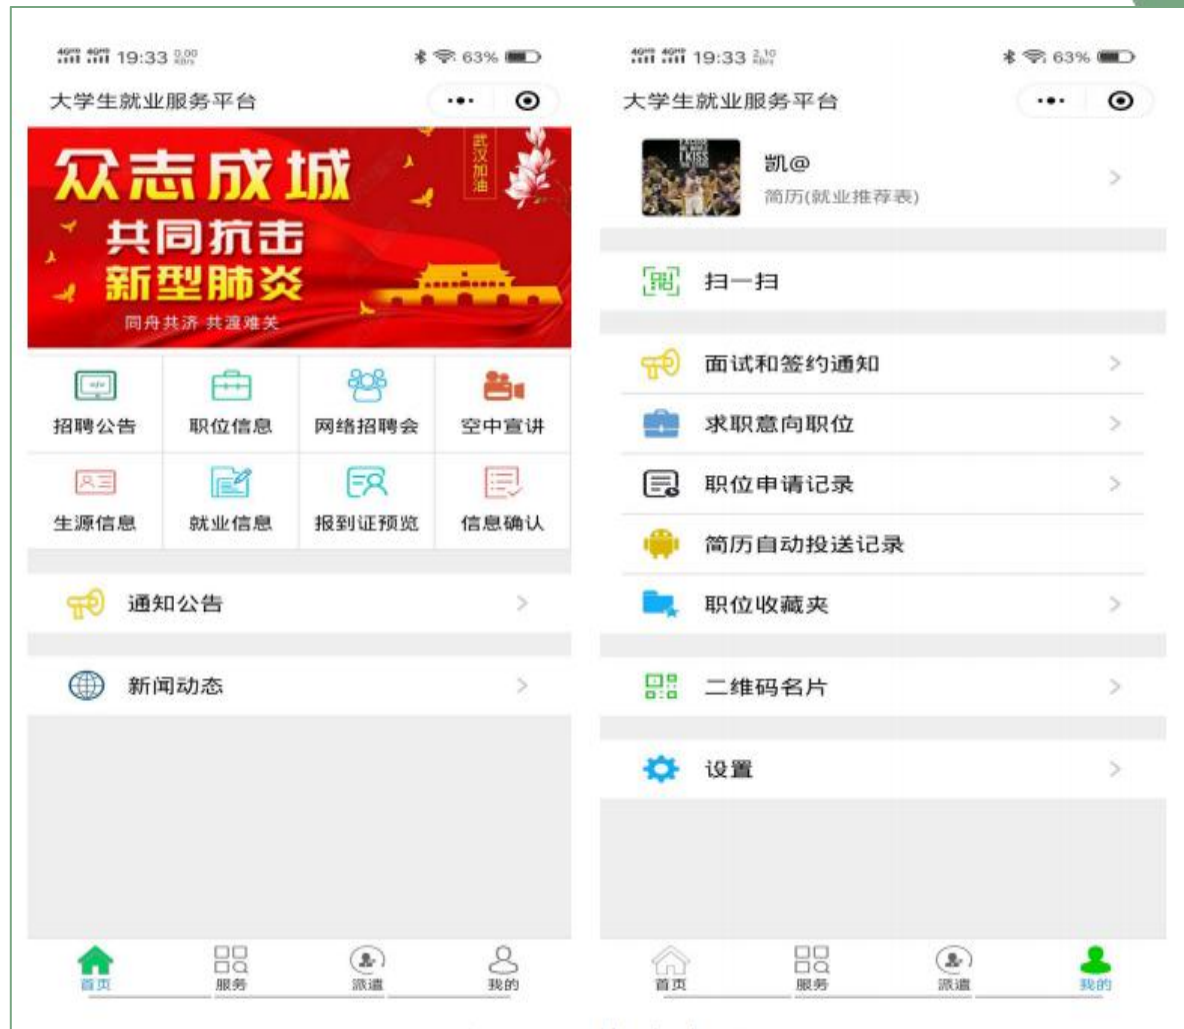 19:33
63%
大学生就业服务平台
武汉加油
众志成城
共同抗击
新型肺炎
同舟共济 共渡难关
招聘公告
职位信息
网络招聘会
空中宣讲
生源信息
就业信息
报到证预览
信息确认
通知公告
新闻动态
首页
服务
派遣
我的
19:33
63%
大学生就业服务平台
凯@
简历(就业推荐表)
扫一扫
面试和签约通知
求职意向职位
职位申请记录
简历自动投送记录
职位收藏夹
二维码名片
设置
首页
服务
派遣
我的